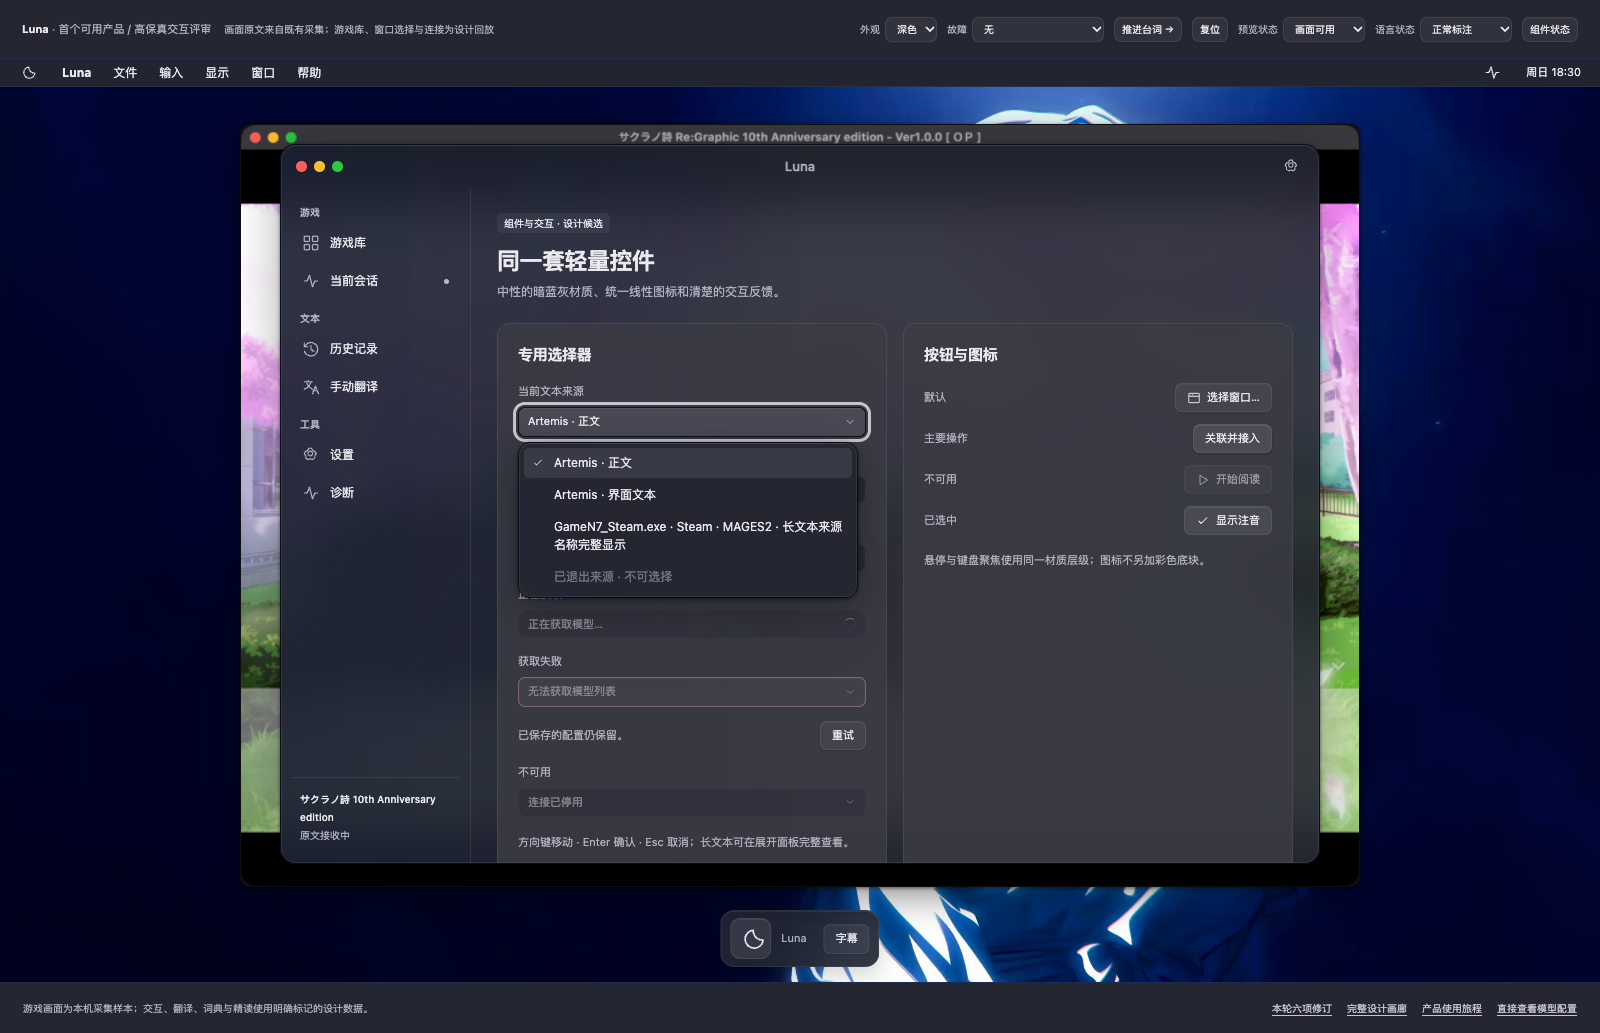 Luna · 首个可用产品 / 高保真交互评审
画面原文来自既有采集；游戏库、窗口选择与连接为设计回放
外观 深色 故障 无 推进台词 → 复位 预览状态 画面可用 语言状态 正常标注 组件状态
Luna 文件 输入 显示 窗口 帮助
周日 18:30
サクラノ詩 Re:Graphic 10th Anniversary edition - Ver1.0.0 [ O P ]
Luna
游戏
游戏库
当前会话
文本
历史记录
手动翻译
工具
设置
诊断
サクラノ詩 10th Anniversary
edition
原文接收中
组件与交互 · 设计候选
同一套轻量控件
中性的暗蓝灰材质、统一线性图标和清楚的交互反馈。
专用选择器
当前文本来源
Artemis · 正文
Artemis · 正文
Artemis · 界面文本
GameN7_Steam.exe · Steam · MAGES2 · 长文本来源
名称完整显示
已退出来源 · 不可选择
正在获取模型...
获取失败
无法获取模型列表
已保存的配置仍保留。
重试
不可用
连接已停用
方向键移动 · Enter 确认 · Esc 取消；长文本可在展开面板完整查看。
按钮与图标
默认 选择窗口...
主要操作 关联并接入
不可用 开始阅读
已选中 显示注音
悬停与键盘聚焦使用同一材质层级；图标不另加彩色底块。
Luna 字幕
游戏画面为本机采集样本；交互、翻译、词典与精读使用明确标记的设计数据。
本轮六项修订 完整设计画廊 产品使用旅程 直接查看模型配置